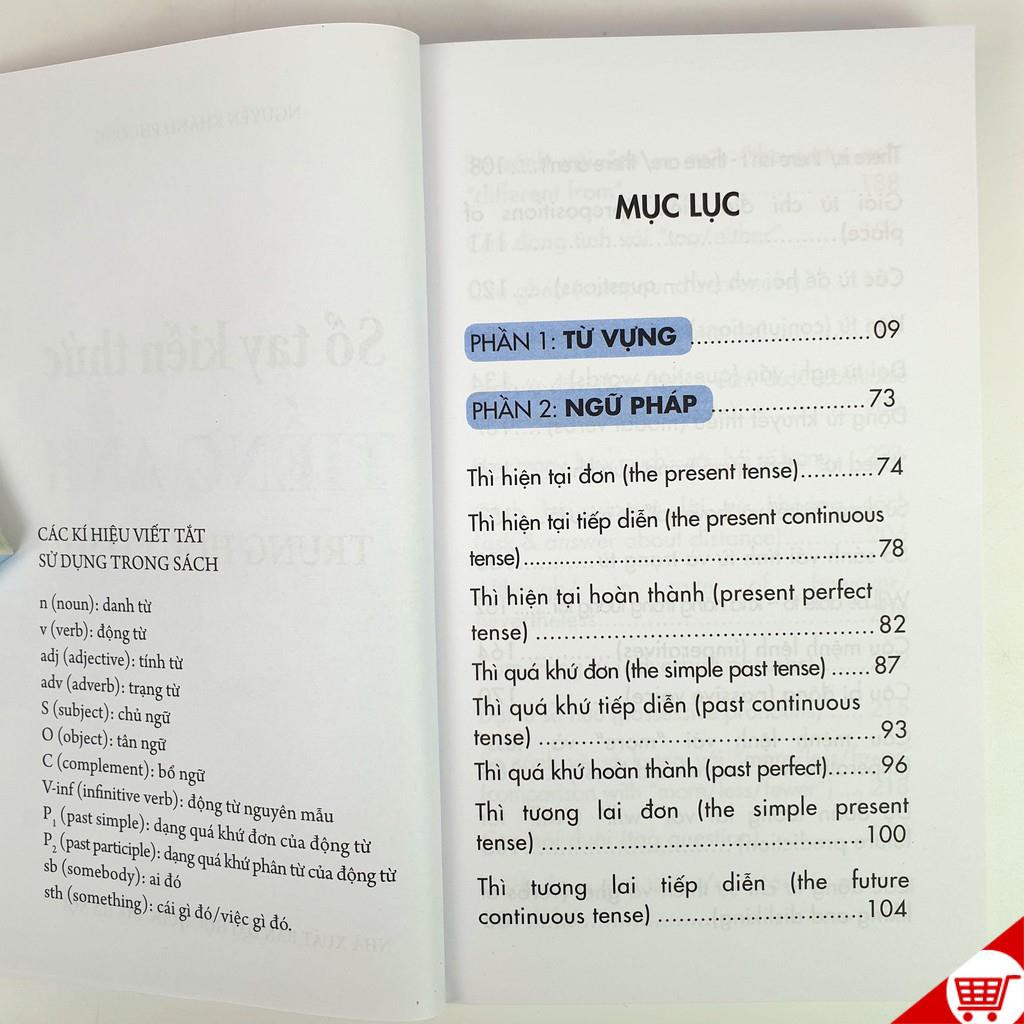 CÁC KÍ HIỆU VIẾT TẮT
SỬ DỤNG TRONG SÁCH
n (noun): danh từ
v (verb): động từ
adj (adjective): tính từ
adv (adverb): trạng từ
S (subject): chủ ngữ
O (object): tân ngữ
C (complement): bổ ngữ
V-inf (infinitive verb): động từ nguyên mẫu
P₁ (past simple): dạng quá khứ đơn của động từ
P₂ (past participle): dạng quá khứ phân từ của động từ
sb (somebody): ai đó
sth (something): cái gì đó/việc gì đó.
MỤC LỤC
PHẦN 1: TỪ VỰNG ..........................09
PHẦN 2: NGỮ PHÁP ......................73
Thì hiện tại đơn (the present tense)...........74
Thì hiện tại tiếp diễn (the present continuous
tense)..................................................78
Thì hiện tại hoàn thành (present perfect
tense) .................................................82
Thì quá khứ đơn (the simple past tense) ......87
Thì quá khứ tiếp diễn (past continuous
tense) .................................................93
Thì quá khứ hoàn thành (past perfect).......96
Thì tương lai đơn (the simple present
tense) ...............................................100
Thì tương lai tiếp diễn (the future
continuous tense) ..............................104